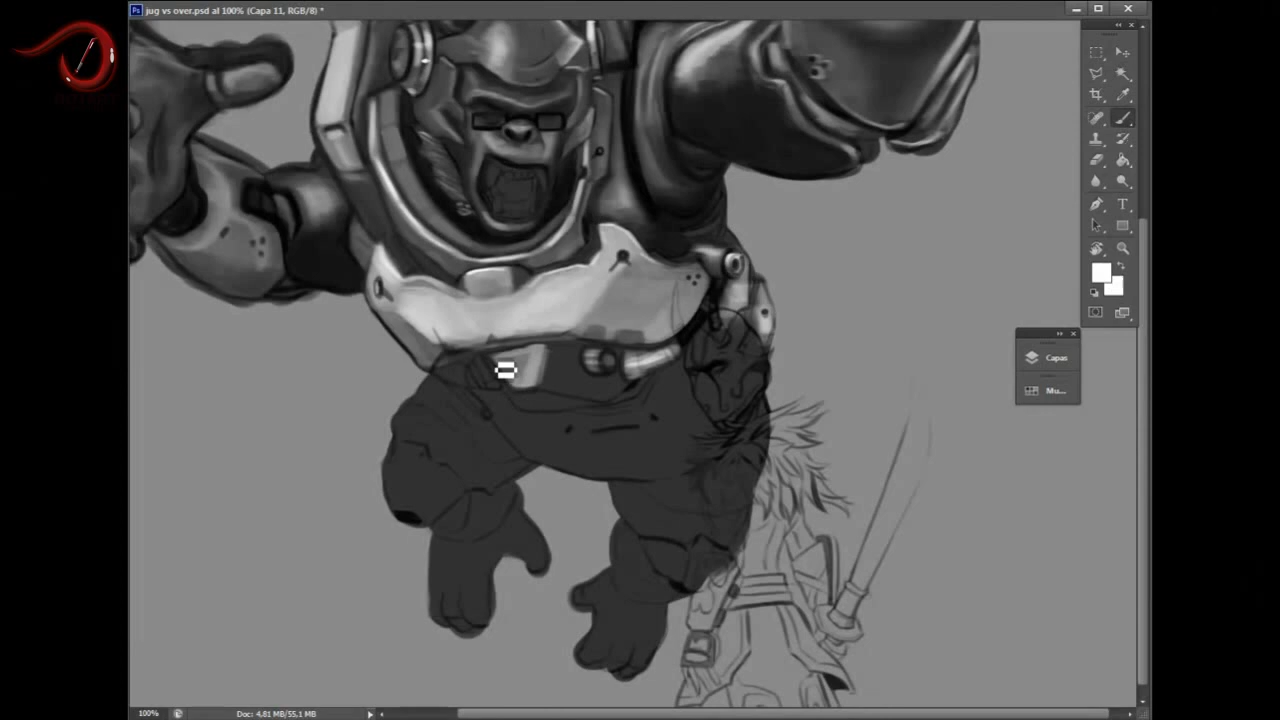 Ps jug vs over.psd al 100% (Capa 11, RGB/8) *
Capas
Mu...
100%
Doc: 4,81 MB/55,1 MB